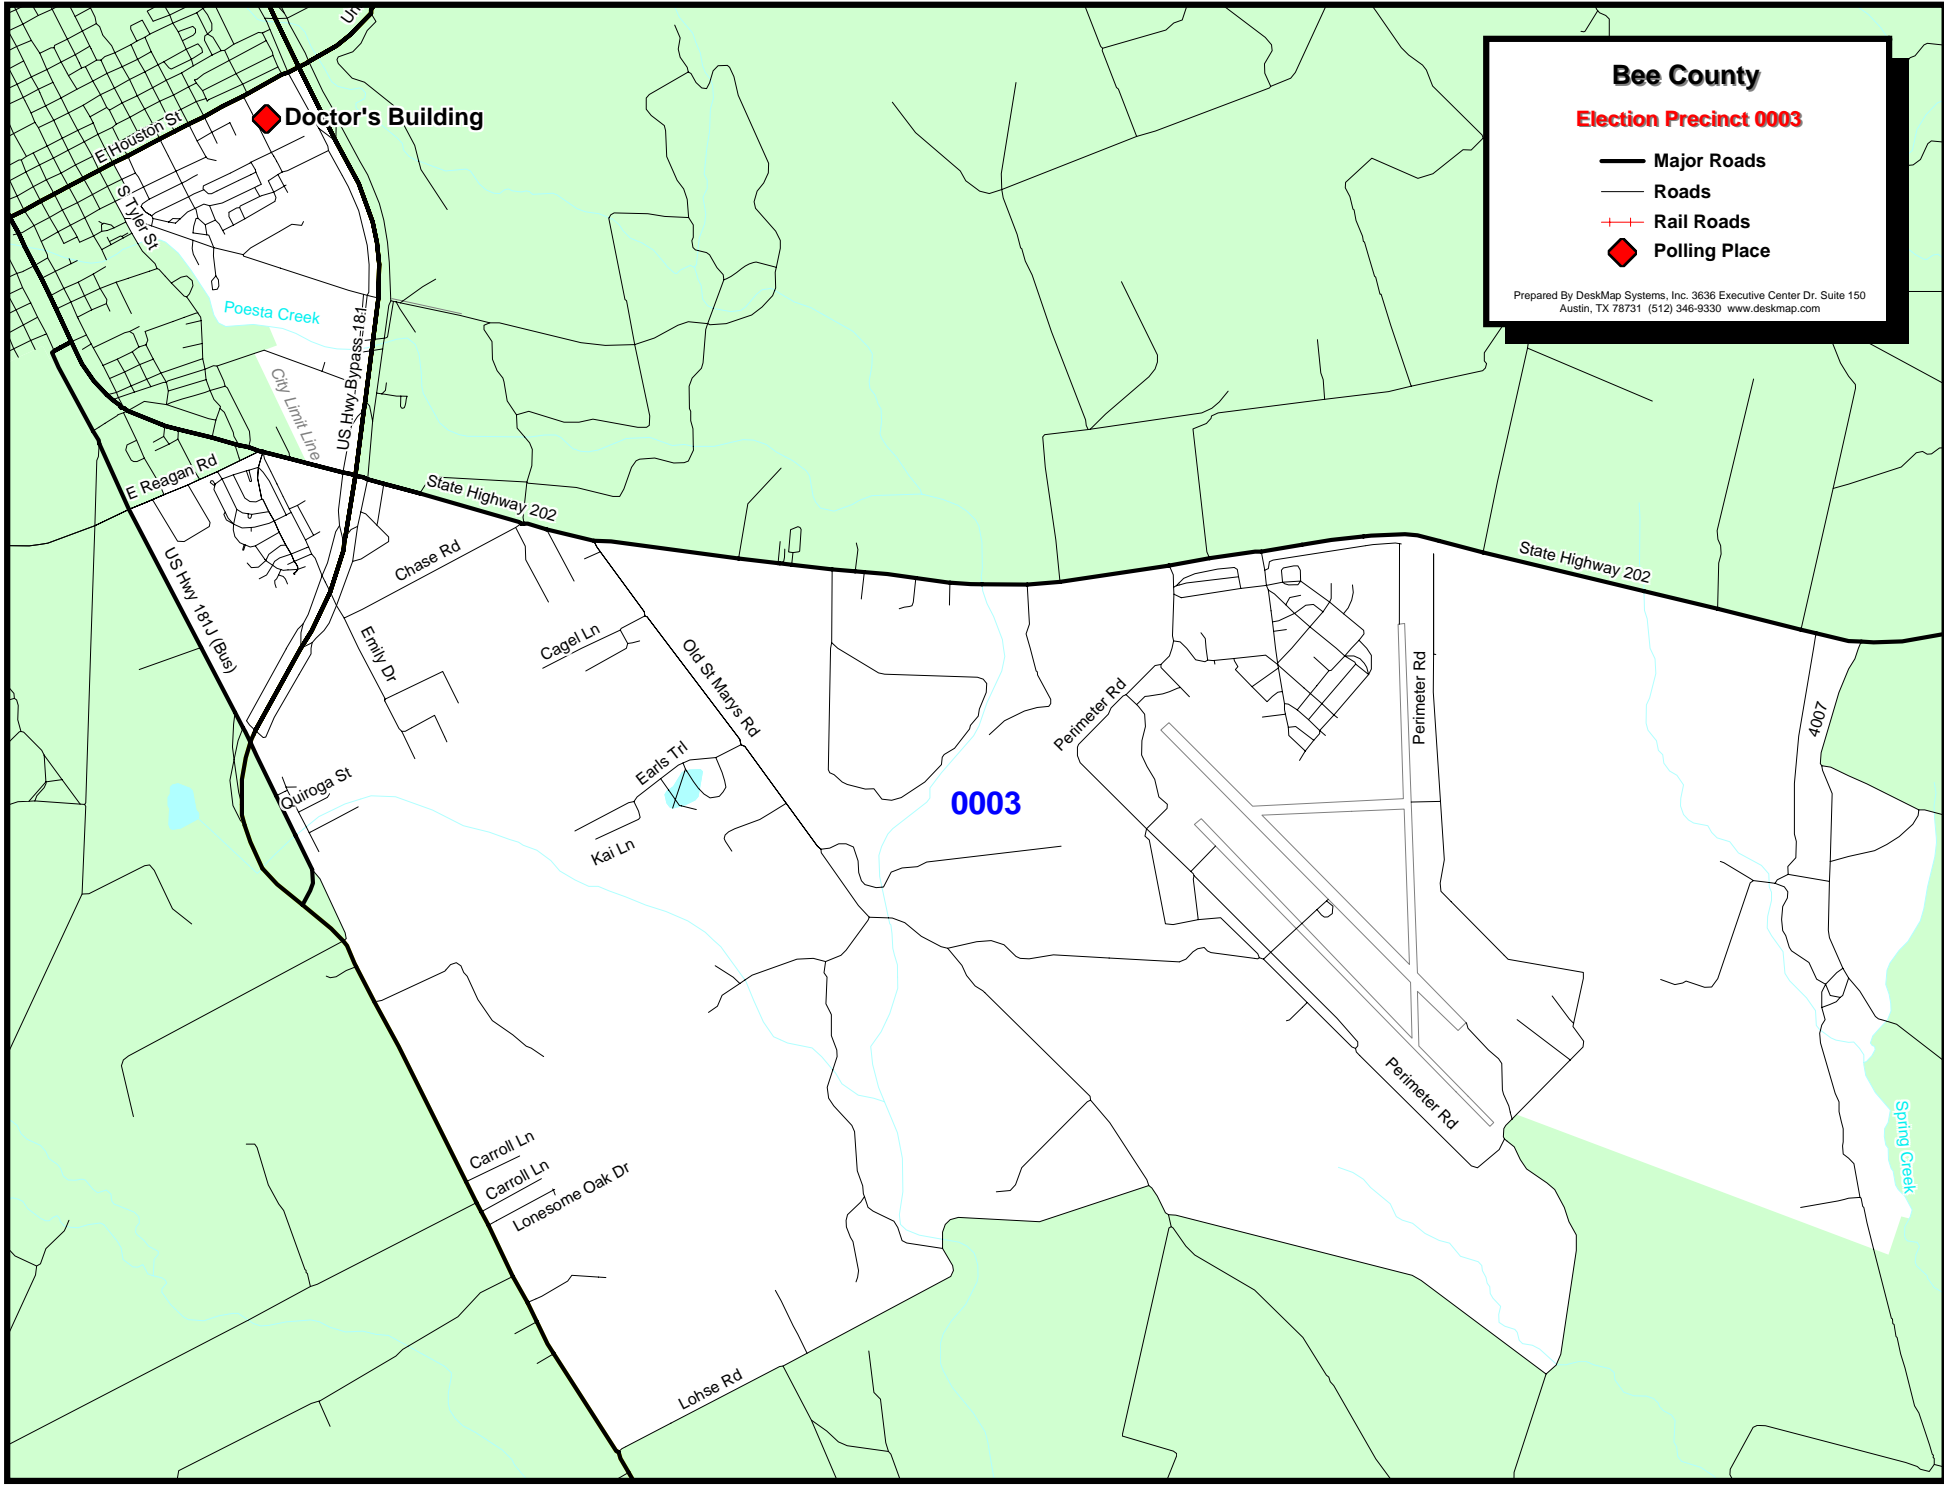 Bee County
Election Precinct 0003
Major Roads
Roads
Rail Roads
Polling Place
Prepared By DeskMap Systems, Inc. 3636 Executive Center Dr. Suite 150
Austin, TX 78731 (512) 346-9330 www.deskmap.com
Doctor's Building
E Houston St
S Tyler St
Poesta Creek
US Hwy Bypass 181
City Limit Line
E Reagan Rd
State Highway 202
State Highway 202
US Hwy 181J (Bus)
Chase Rd
Emily Dr
Cagel Ln
Old St Marys Rd
Perimeter Rd
Perimeter Rd
4007
Earls Trl
Quiroga St
Kai Ln
0003
Perimeter Rd
Spring Creek
Carroll Ln
Carroll Ln
Lonesome Oak Dr
Lohse Rd